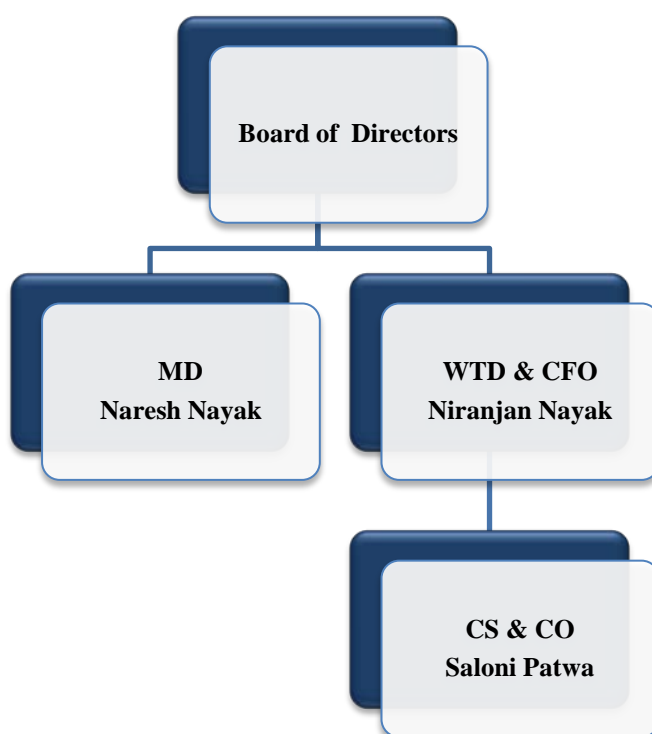 Board of Directors
MD
Naresh Nayak
WTD & CFO
Niranjan Nayak
CS & CO
Saloni Patwa